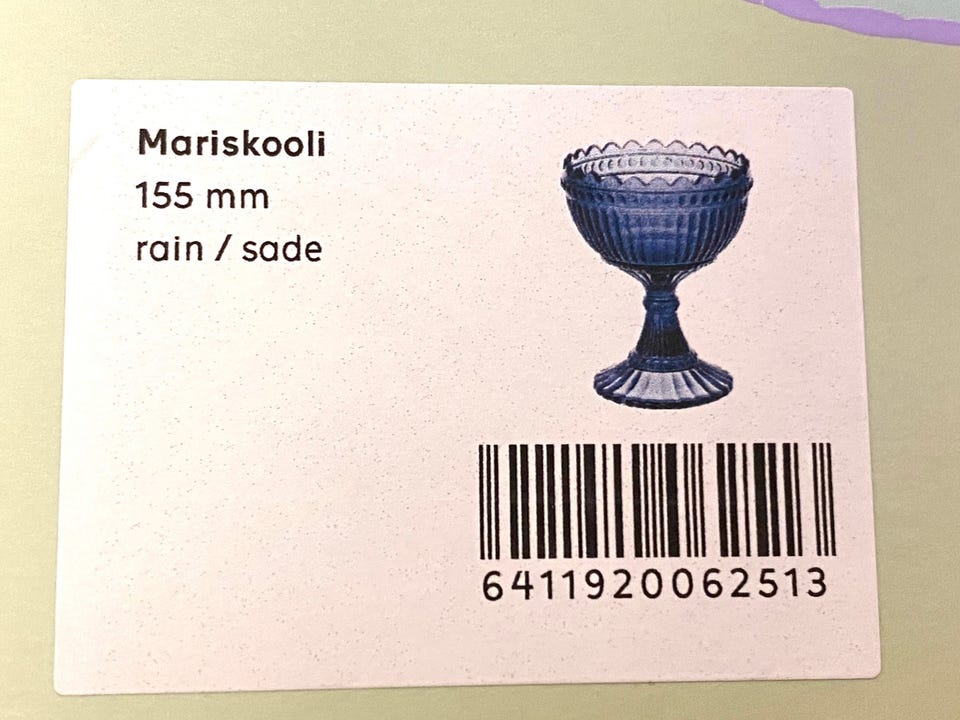 Mariskooli
155 mm
rain / sade
6411920062513